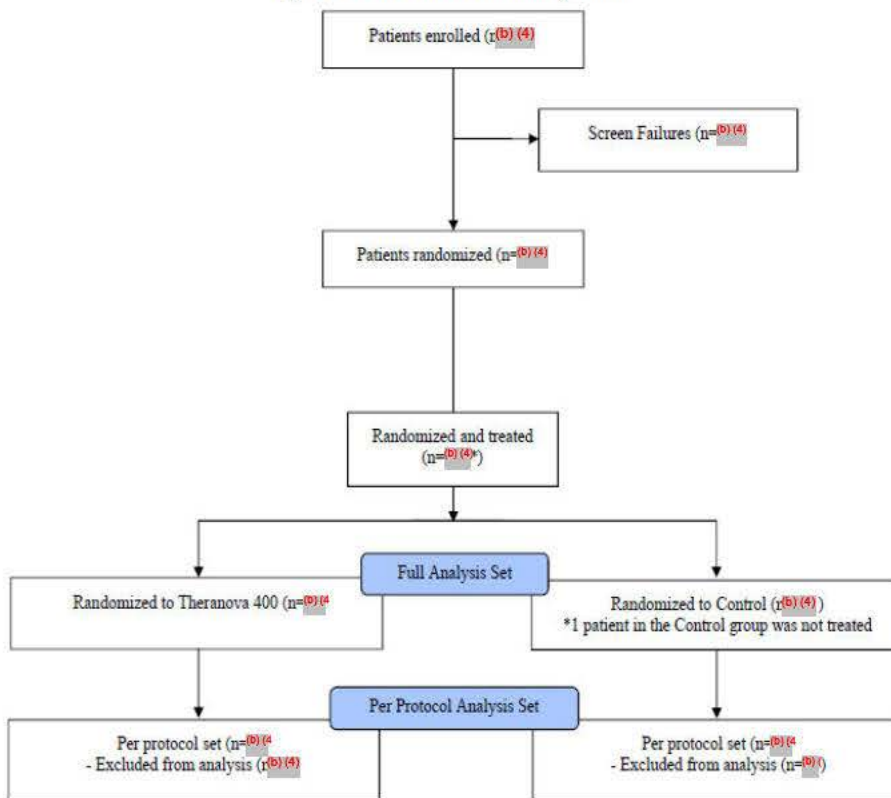 Patients enrolled (n(b) (4)
Screen Failures (n=(b) (4)
Patients randomized (n=(b) (4)
Randomized and treated
(n=(b) (4)*)
Full Analysis Set
Randomized to Theranova 400 (n=(b) (4
Randomized to Control (n(b) (4))
*1 patient in the Control group was not treated
Per Protocol Analysis Set
Per protocol set (n=(b) (4
- Excluded from analysis (n(b) (4)
Per protocol set (n=(b) (4
- Excluded from analysis (n=(b) ()